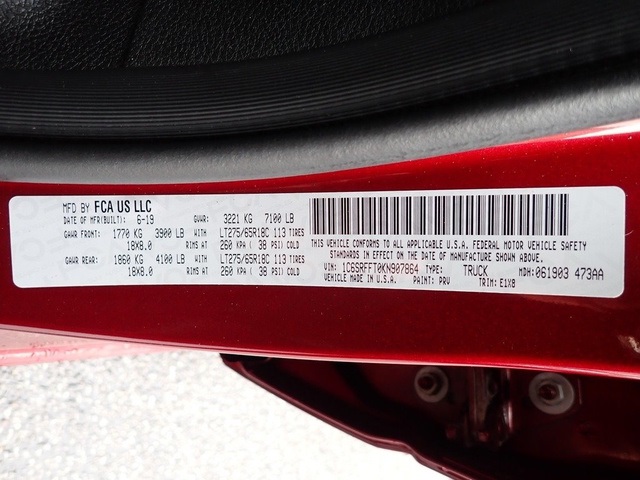 MFD BY FCA US LLC
DATE OF MFR(BUILT): 6-19 GVWR: 3221 KG 7100 LB
GAWR FRONT: 1770 KG 3900 LB WITH LT275/65R18C 113 TIRES
18X8.0 RIMS AT 260 KPA ( 38 PSI) COLD
GAWR REAR: 1860 KG 4100 LB WITH LT275/65R18C 113 TIRES
18X8.0 RIMS AT 260 KPA ( 38 PSI) COLD
THIS VEHICLE CONFORMS TO ALL APPLICABLE U.S.A. FEDERAL MOTOR VEHICLE SAFETY
STANDARDS IN EFFECT ON THE DATE OF MANUFACTURE SHOWN ABOVE.
VIN: 1C6SRFFT0KN907864 TYPE: TRUCK MDH: 061903 473AA
VEHICLE MADE IN U.S.A. PAINT: PRV TRIM: E1X8